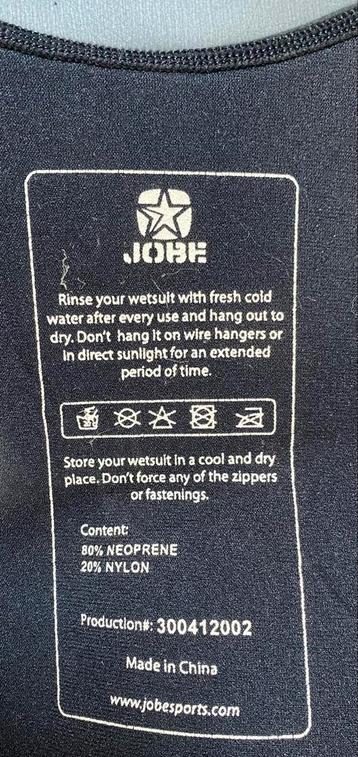 JOBE
Rinse your wetsuit with fresh cold
water after every use and hang out to
dry. Don't hang it on wire hangers or
in direct sunlight for an extended
period of time.
Store your wetsuit in a cool and dry
place. Don't force any of the zippers
or fastenings.
Content:
80% NEOPRENE
20% NYLON
Production#: 300412002
Made in China
www.jobesports.com